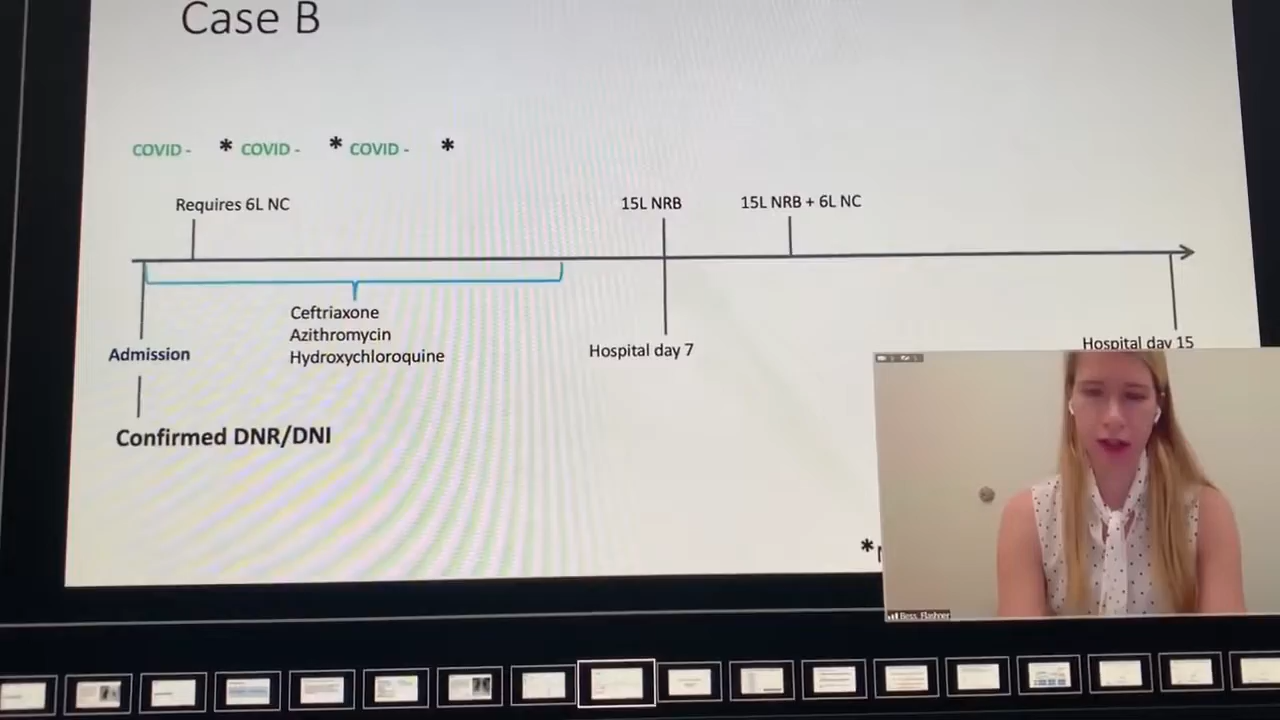 Case B
COVID - * COVID - * COVID - *
Requires 6L NC
15L NRB
15L NRB + 6L NC
Ceftriaxone
Azithromycin
Hydroxychloroquine
Admission
Hospital day 7
Hospital day 15
Confirmed DNR/DNI
*
Bess_Flashner